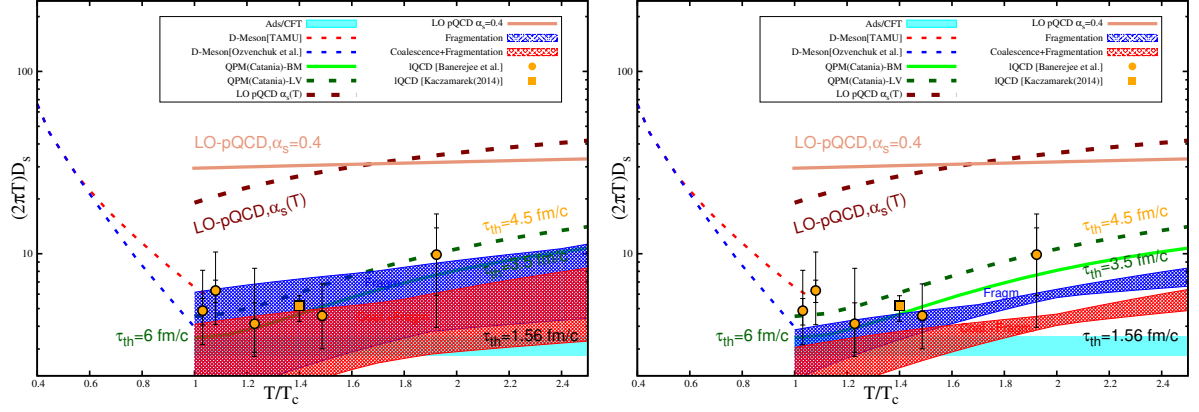 Ads/CFT
D-Meson[TAMU]
D-Meson[Ozvenchuk et al.]
QPM(Catania)-BM
QPM(Catania)-LV
LO pQCD αs(T)
LO pQCD αs=0.4
Fragmentation
Coalescence+Fragmentation
lQCD [Banerejee et al.]
lQCD [Kaczamarek(2014)]
100
10
(2πT)Ds
LO-pQCD,αs=0.4
LO-pQCD,αs(T)
τth=4.5 fm/c
τth=3.5 fm/c
Fragm.
Coal.+Fragm.
τth=6 fm/c
τth=1.56 fm/c
0.4 0.6 0.8 1 1.2 1.4 1.6 1.8 2 2.2 2.4
T/Tc
Ads/CFT
D-Meson[TAMU]
D-Meson[Ozvenchuk et al.]
QPM(Catania)-BM
QPM(Catania)-LV
LO pQCD αs(T)
LO pQCD αs=0.4
Fragmentation
Coalescence+Fragmentation
lQCD [Banerejee et al.]
lQCD [Kaczamarek(2014)]
100
10
(2πT)Ds
LO-pQCD,αs=0.4
LO-pQCD,αs(T)
τth=4.5 fm/c
τth=3.5 fm/c
Fragm.
Coal.+Fragm.
τth=6 fm/c
τth=1.56 fm/c
0.4 0.6 0.8 1 1.2 1.4 1.6 1.8 2 2.2 2.4
T/Tc